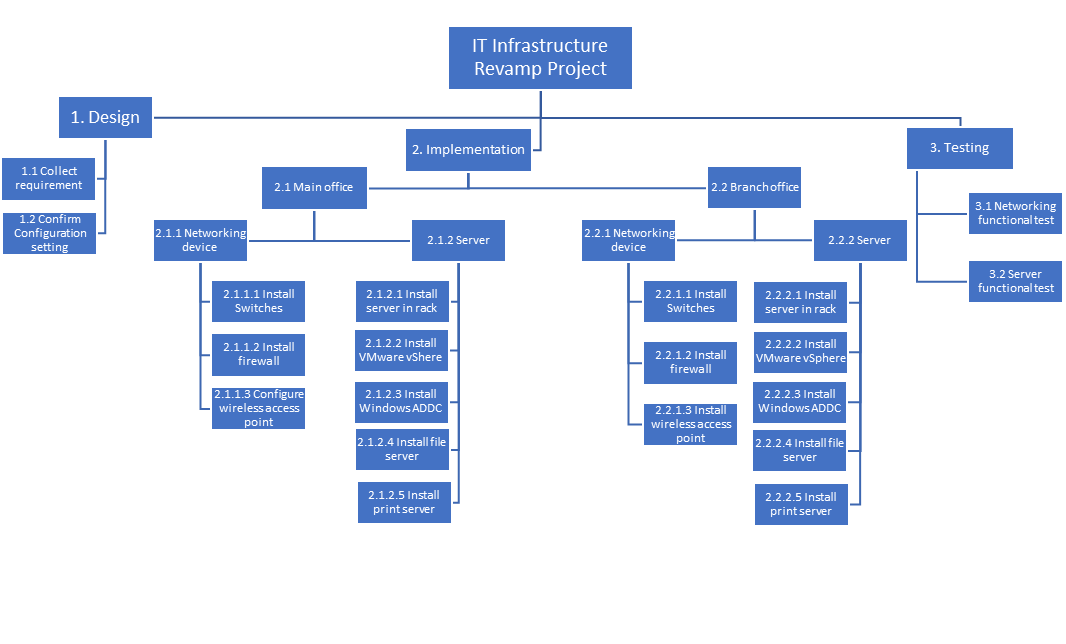 IT Infrastructure
Revamp Project
1. Design
2. Implementation
3. Testing
1.1 Collect
requirement
1.2 Confirm
Configuration
setting
2.1 Main office
2.2 Branch office
3.1 Networking
functional test
3.2 Server
functional test
2.1.1 Networking
device
2.1.2 Server
2.2.1 Networking
device
2.2.2 Server
2.1.1.1 Install
Switches
2.1.1.2 Install
firewall
2.1.1.3 Configure
wireless access
point
2.1.2.1 Install
server in rack
2.1.2.2 Install
VMware vShere
2.1.2.3 Install
Windows ADDC
2.1.2.4 Install file
server
2.1.2.5 Install
print server
2.2.1.1 Install
Switches
2.2.1.2 Install
firewall
2.2.1.3 Install
wireless access
point
2.2.2.1 Install
server in rack
2.2.2.2 Install
VMware vSphere
2.2.2.3 Install
Windows ADDC
2.2.2.4 Install file
server
2.2.2.5 Install
print server